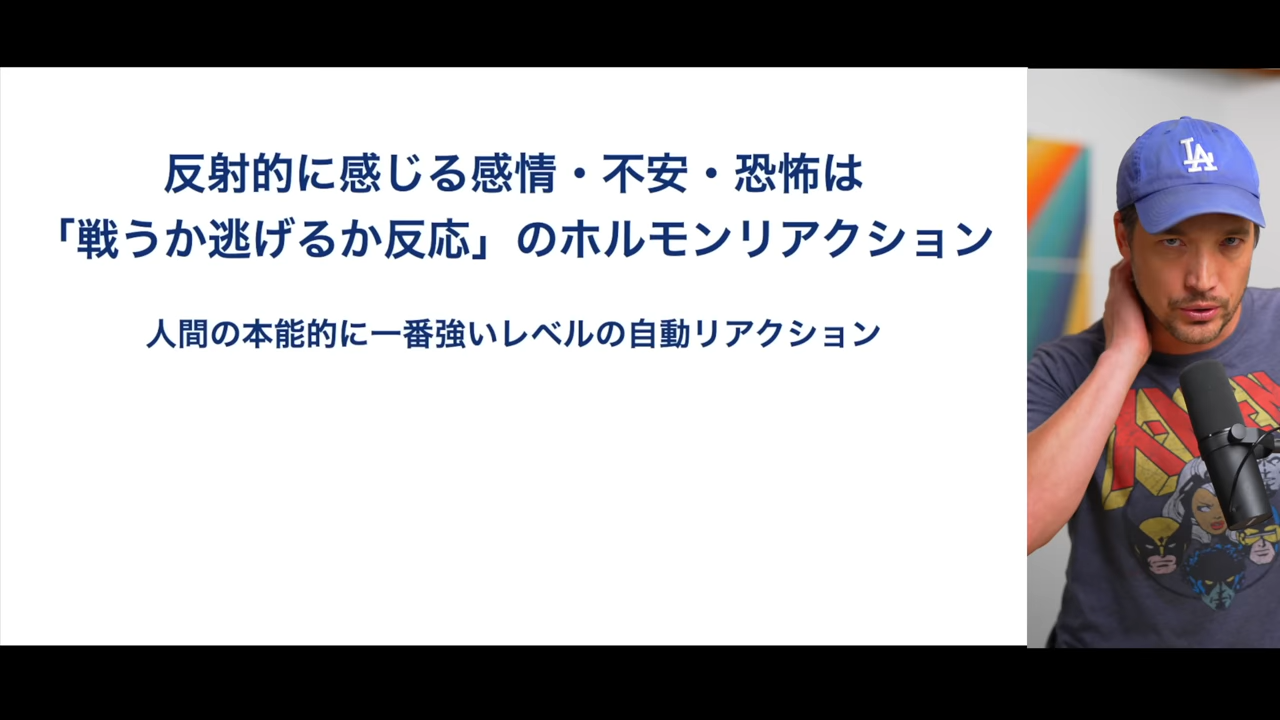 反射的に感じる感情・不安・恐怖は
「戦うか逃げるか反応」のホルモンリアクション
人間の本能的に一番強いレベルの自動リアクション
LA
X-MEN